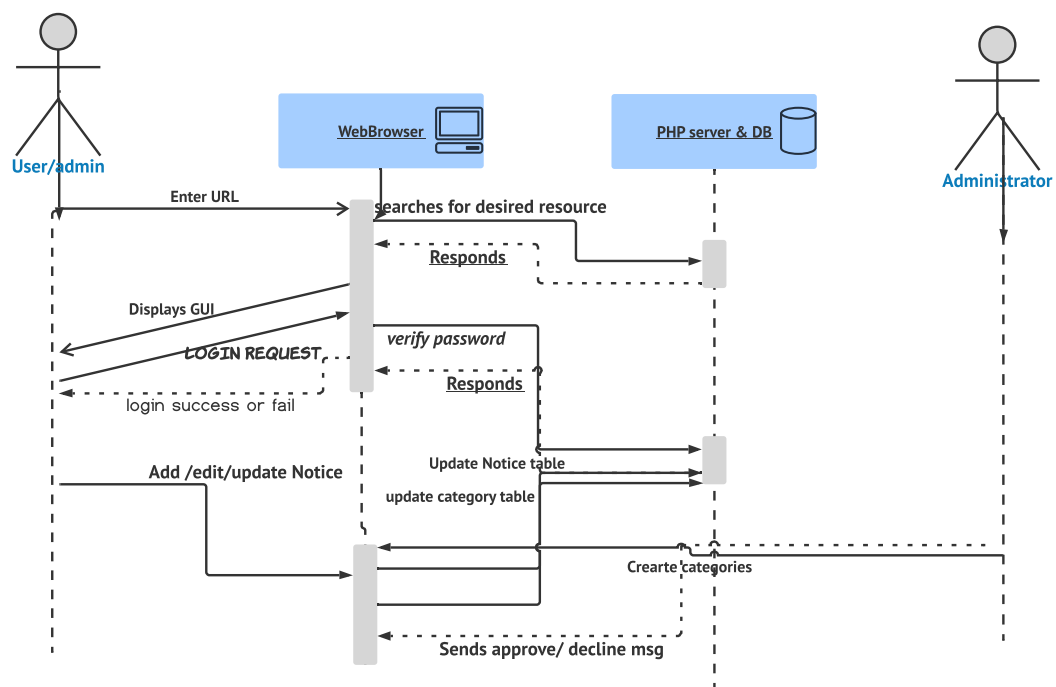 User/admin
WebBrowser
PHP server & DB
Administrator
Enter URL
searches for desired resource
Responds
Displays GUI
verify password
LOGIN REQUEST
Responds
login success or fail
Update Notice table
Add /edit/update Notice
update category table
Crearte categories
Sends approve/ decline msg